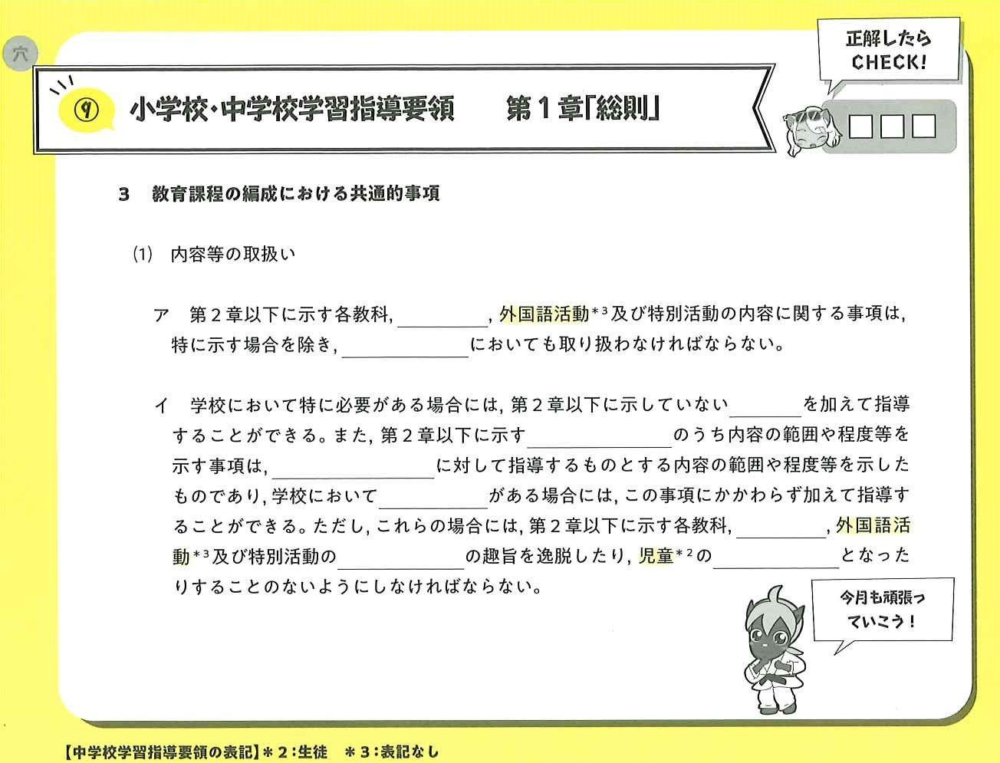 正解したら
CHECK!
穴
⑨ 小学校・中学校学習指導要領　第1章「総則」
3　教育課程の編成における共通的事項
(1)　内容等の取扱い
ア　第2章以下に示す各教科,＿＿＿＿＿, 外国語活動*3及び特別活動の内容に関する事項は,
特に示す場合を除き,＿＿＿＿＿＿＿においても取り扱わなければならない。
イ　学校において特に必要がある場合には, 第2章以下に示していない＿＿＿＿を加えて指導
することができる。また, 第2章以下に示す＿＿＿＿＿＿＿＿のうち内容の範囲や程度等を
示す事項は,＿＿＿＿＿＿＿＿＿に対して指導するものとする内容の範囲や程度等を示した
ものであり, 学校において＿＿＿＿＿＿がある場合には, この事項にかかわらず加えて指導す
ることができる。ただし, これらの場合には, 第2章以下に示す各教科,＿＿＿＿＿, 外国語活
動*3及び特別活動の＿＿＿＿＿＿＿の趣旨を逸脱したり, 児童*2の＿＿＿＿＿＿＿となった
りすることのないようにしなければならない。
今月も頑張っ
ていこう!
【中学校学習指導要領の表記】*2:生徒　*3:表記なし